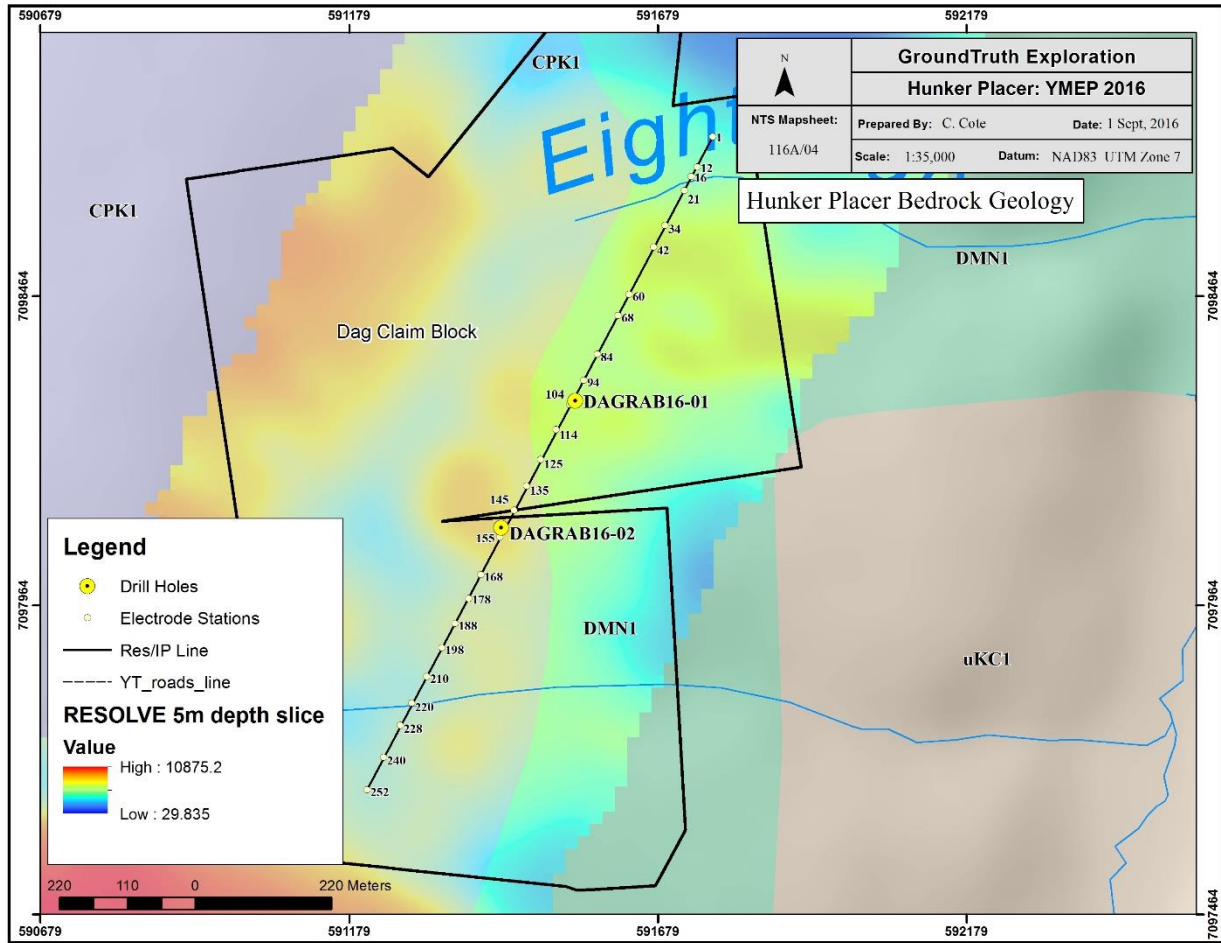 590679
591179
591679
592179
GroundTruth Exploration
Hunker Placer: YMEP 2016
N
NTS Mapsheet:
116A/04
Prepared By: C. Cote
Date: 1 Sept, 2016
Scale: 1:35,000
Datum: NAD83 UTM Zone 7
Hunker Placer Bedrock Geology
CPK1
Eight
CPK1
DMN1
1
12
16
21
34
42
7098464
7098464
60
68
Dag Claim Block
84
94
104
DAGRAB16-01
114
125
135
145
DAGRAB16-02
155
168
7097964
7097964
178
188
DMN1
198
uKC1
210
220
228
240
252
Legend
Drill Holes
Electrode Stations
Res/IP Line
YT_roads_line
RESOLVE 5m depth slice
Value
High : 10875.2
Low : 29.835
220
110
0
220 Meters
7097464
7097464
590679
591179
591679
592179